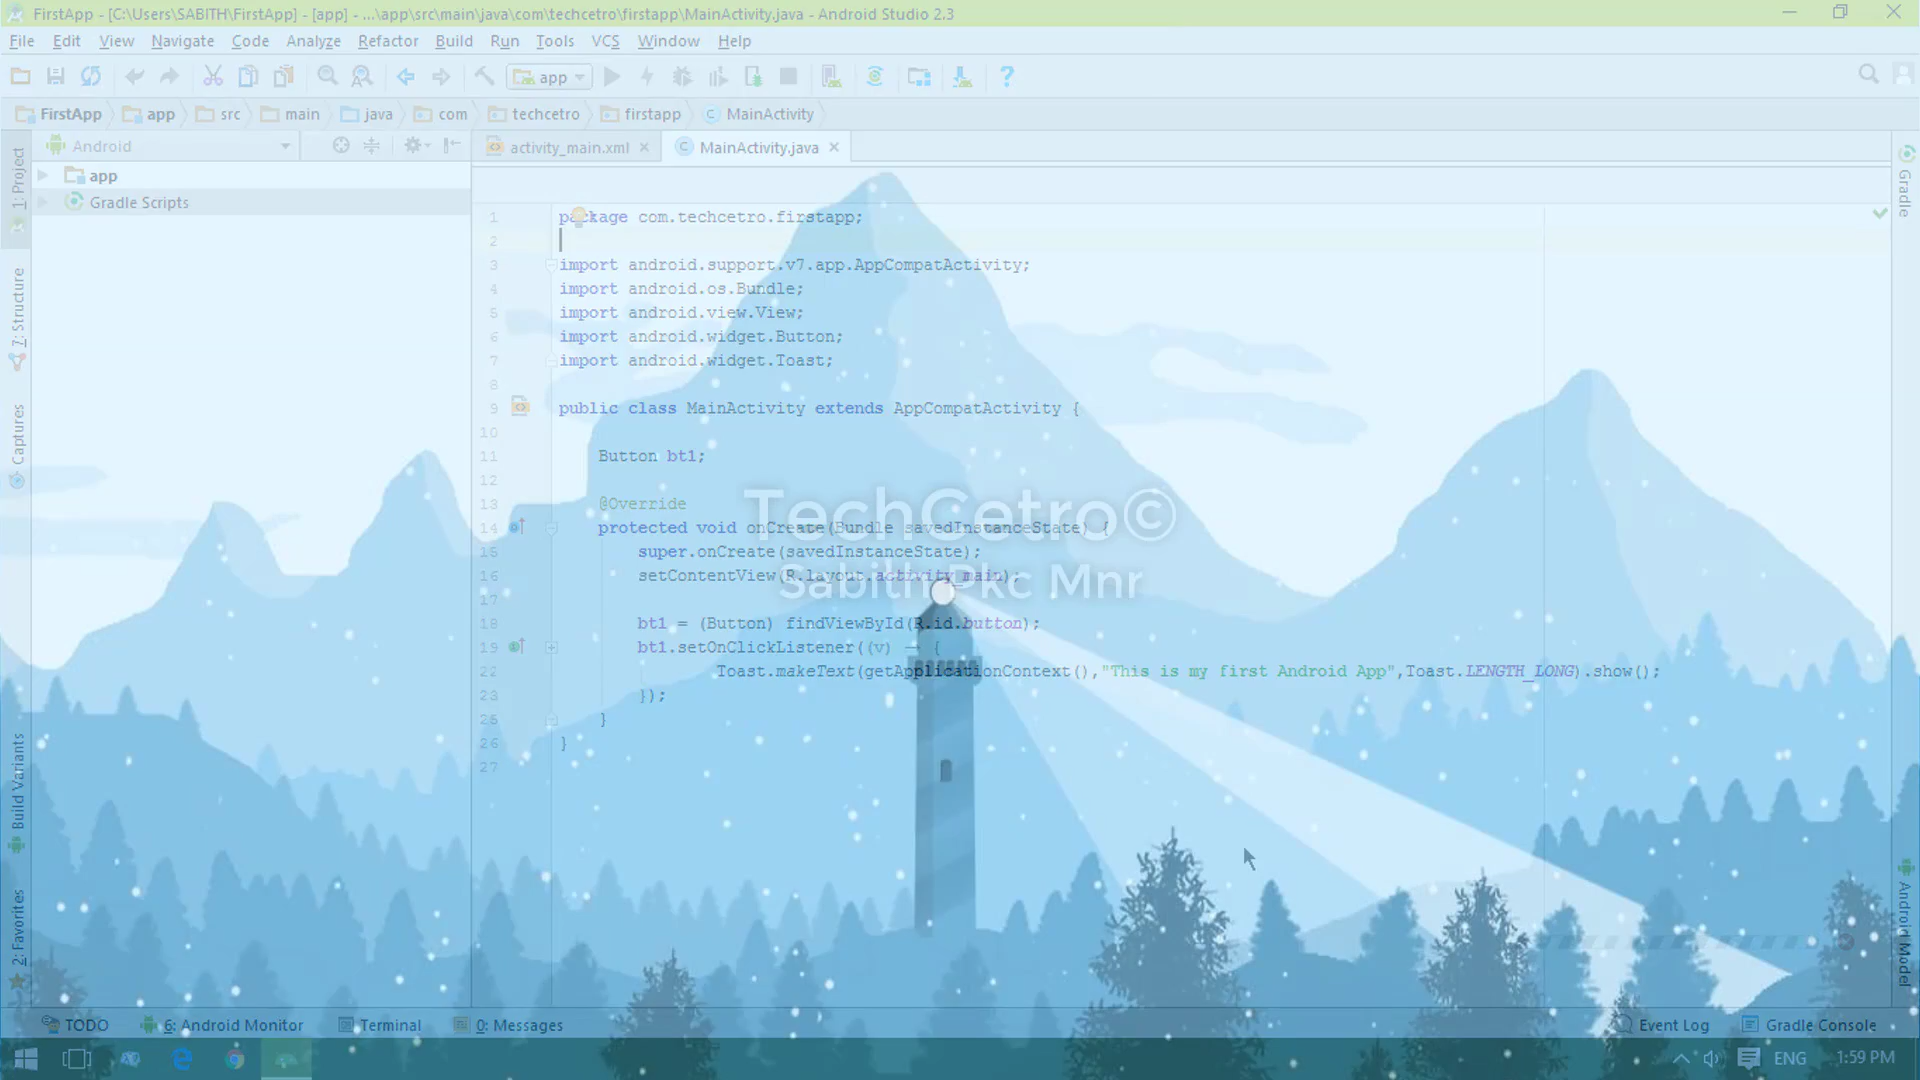 FirstApp - [C:\Users\SABITH\FirstApp] - [app] - ...\app\src\main\java\com\techcetro\firstapp\MainActivity.java - Android Studio 2.3
File Edit View Navigate Code Analyze Refactor Build Run Tools VCS Window Help
app
FirstApp app src main java com techcetro firstapp MainActivity
Android
activity_main.xml
MainActivity.java
app
Gradle Scripts
1: Project
7: Structure
Captures
Build Variants
2: Favorites
Gradle
Android Model
1 package com.techcetro.firstapp;
2
3 import android.support.v7.app.AppCompatActivity;
4 import android.os.Bundle;
5 import android.view.View;
6 import android.widget.Button;
7 import android.widget.Toast;
8
9 public class MainActivity extends AppCompatActivity {
10
11 Button bt1;
12
13 @Override
14 protected void onCreate(Bundle savedInstanceState) {
15 super.onCreate(savedInstanceState);
16 setContentView(R.layout.activity_main);
17
18 bt1 = (Button) findViewById(R.id.button);
19 bt1.setOnClickListener((v) → {
22 Toast.makeText(getApplicationContext(),"This is my first Android App",Toast.LENGTH_LONG).show();
23 });
25 }
26 }
27
TechCetro©
Sabith Pkc Mnr
TODO 6: Android Monitor Terminal 0: Messages Event Log Gradle Console
ENG 1:59 PM